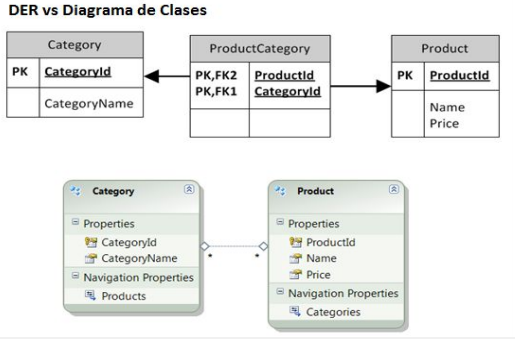 DER vs Diagrama de Clases
Category
PK CategoryId
CategoryName
ProductCategory
PK,FK2 ProductId
PK,FK1 CategoryId
Product
PK ProductId
Name
Price
Category
Properties
CategoryId
CategoryName
Navigation Properties
Products
* *
Product
Properties
ProductId
Name
Price
Navigation Properties
Categories